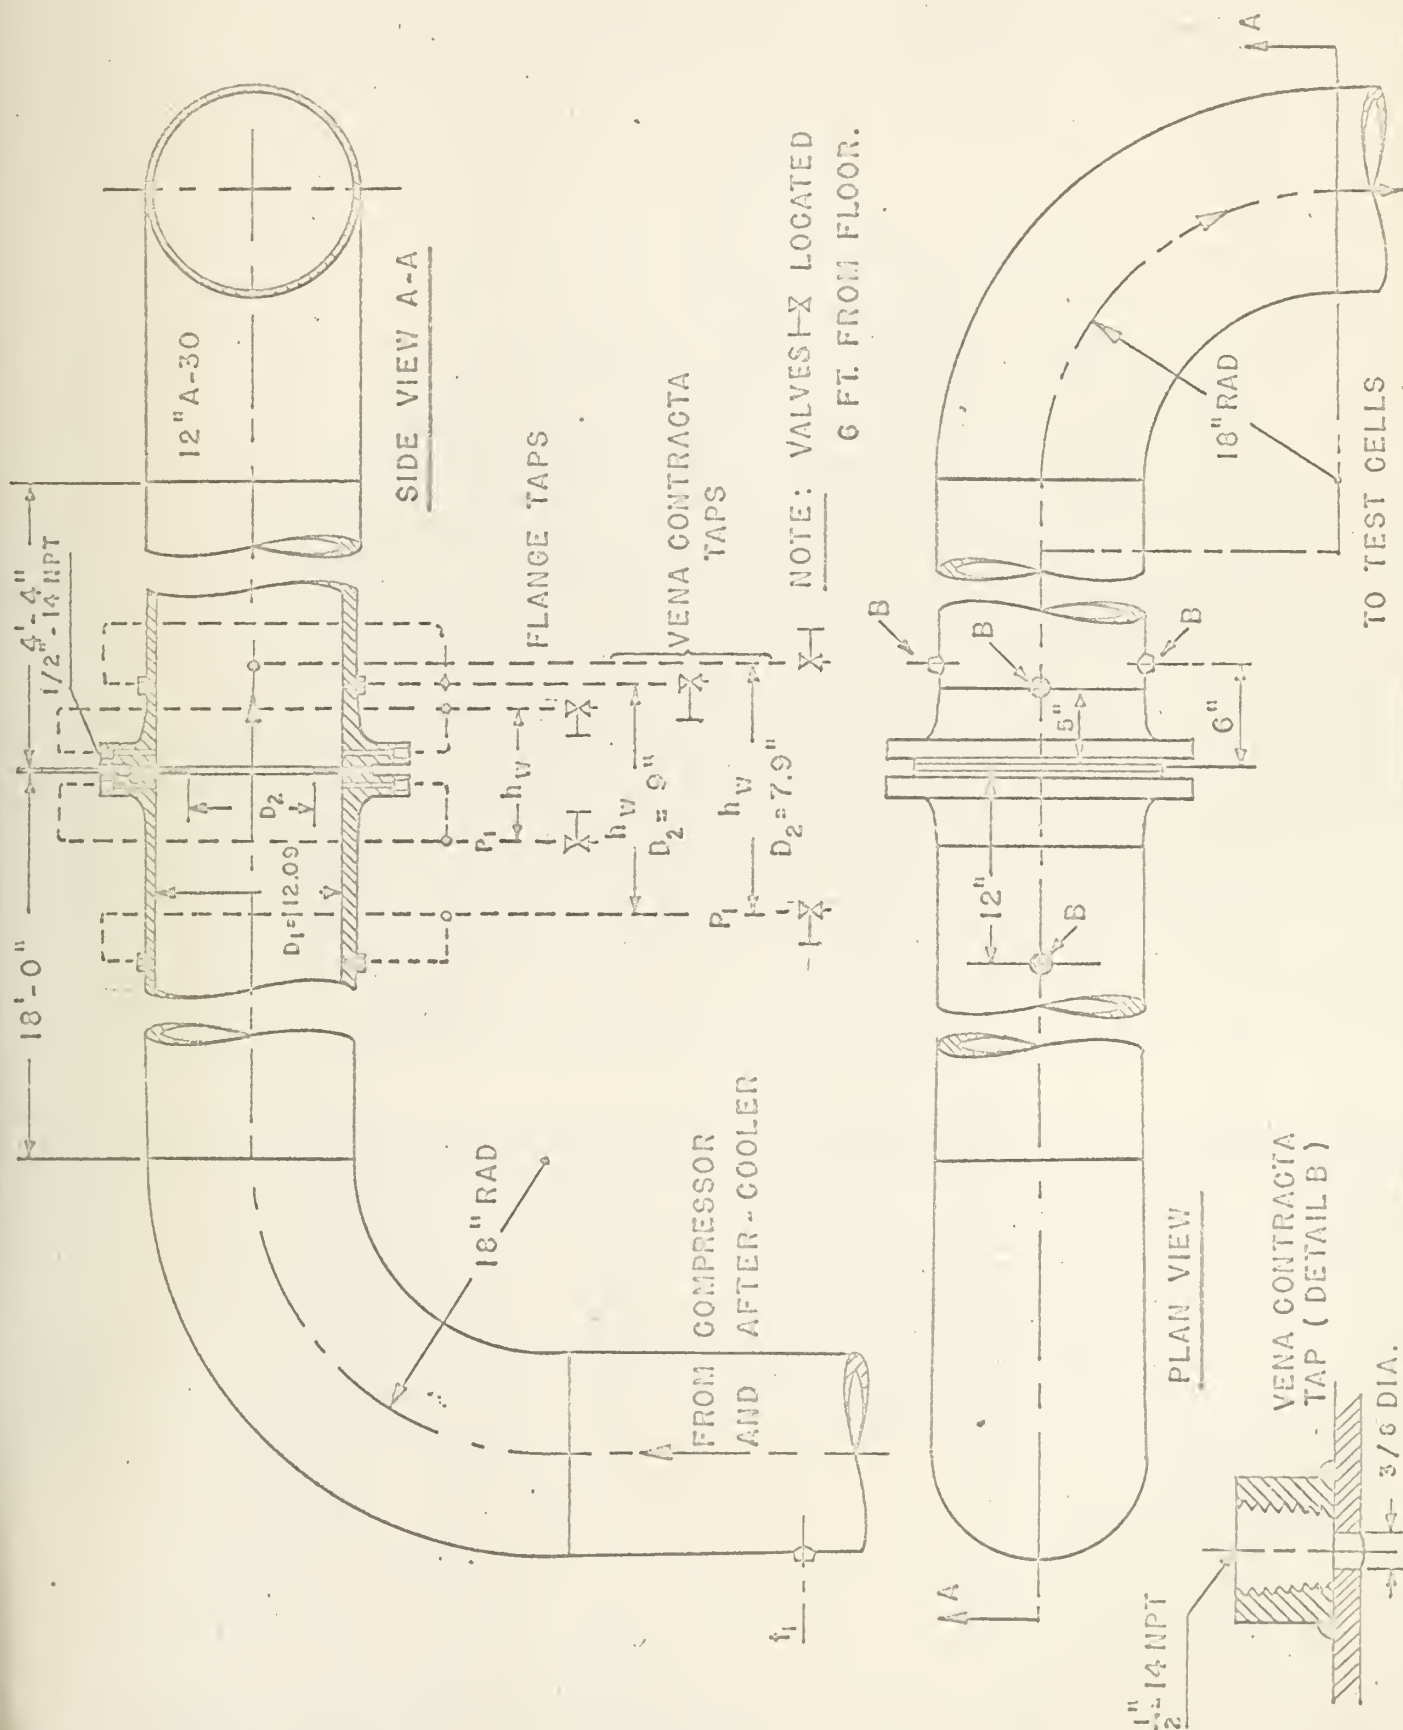 18'-0"
4'-4"
1/2"-14 NPT
12" A-30
SIDE VIEW A-A
D1=12.09
D2
18" RAD
FLANGE TAPS
VENA CONTRACTA
TAPS
P1
hw
hw
D2= 9"
P1
hw
D2= 7.9"
NOTE: VALVES
LOCATED
6 FT. FROM FLOOR.
FROM COMPRESSOR
AND AFTER-COOLER
t1
A
A
B
B
B
B
12"
5"
6"
18" RAD
TO TEST CELLS
PLAN VIEW
VENA CONTRACTA
TAP ( DETAIL B )
1/2"-14 NPT
3/8 DIA.